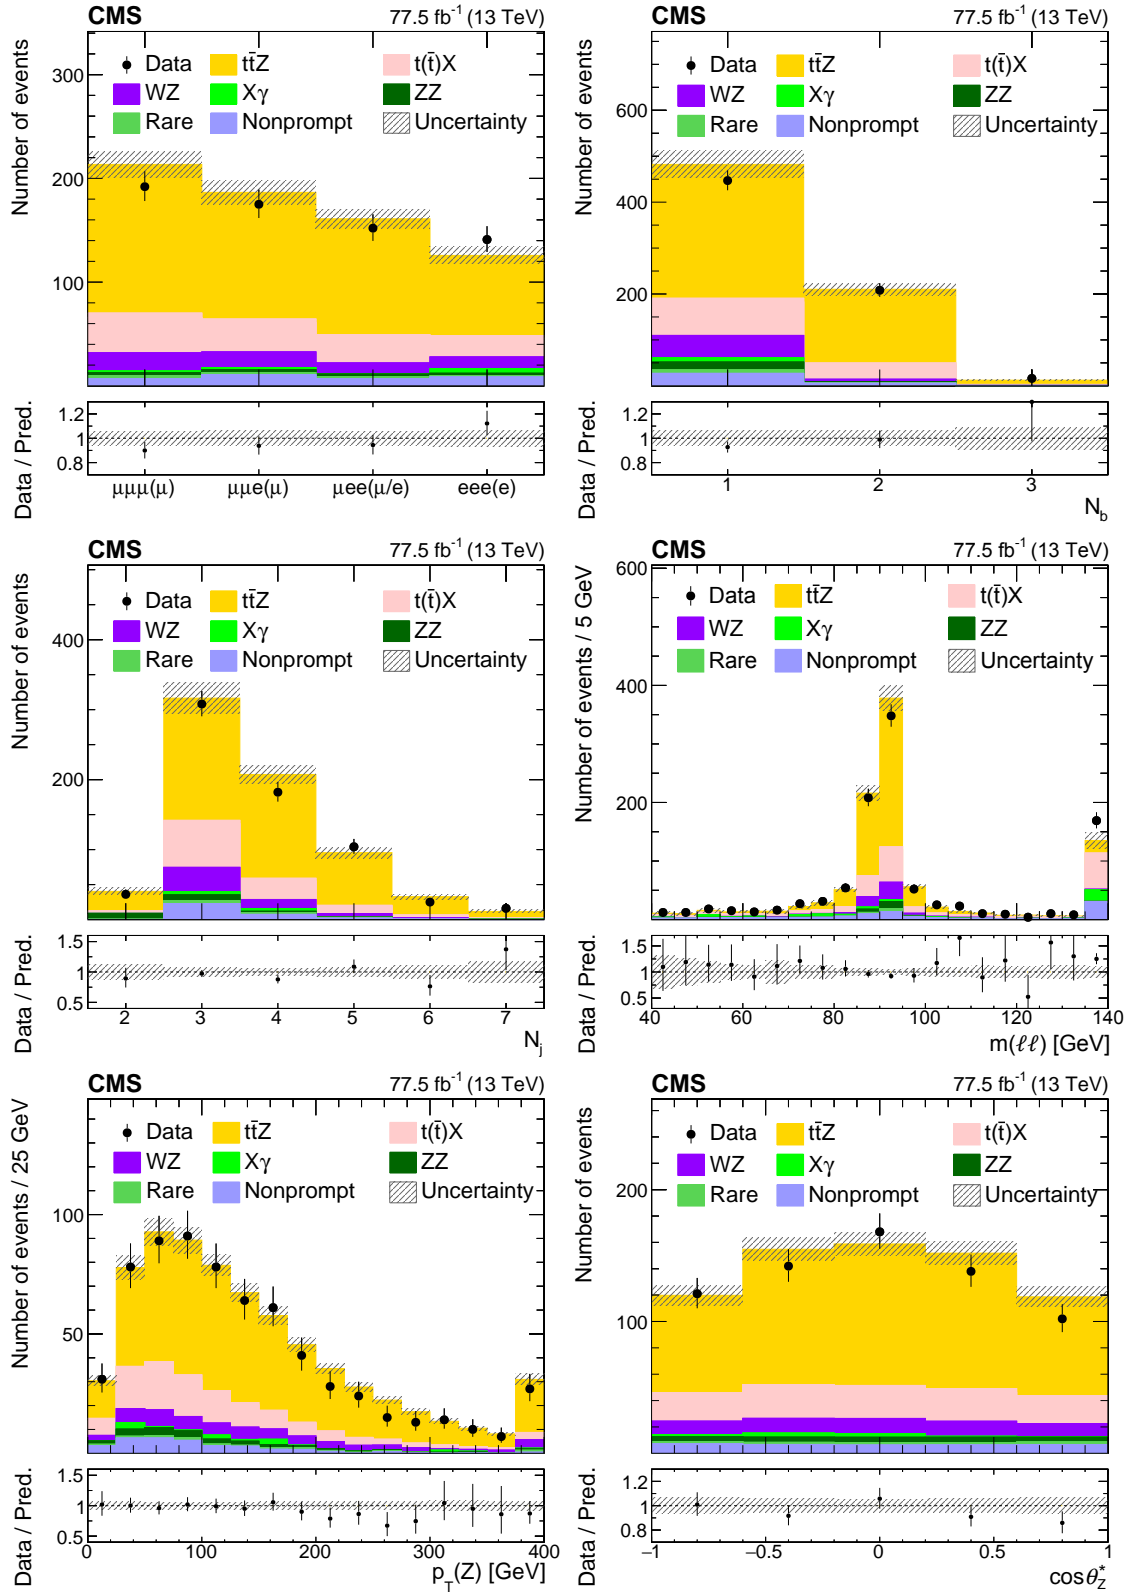 CMS 77.5 fb⁻¹ (13 TeV)
Number of events
Data tt̄Z t(t̄)X
WZ Xγ ZZ
Rare Nonprompt Uncertainty
300
200
100
Data / Pred.
1.2
1
0.8
μμμ(μ) μμe(μ) μee(μ/e) eee(e)
CMS 77.5 fb⁻¹ (13 TeV)
Number of events
Data tt̄Z t(t̄)X
WZ Xγ ZZ
Rare Nonprompt Uncertainty
600
400
200
Data / Pred.
1.2
1
0.8
1 2 3
N_b
CMS 77.5 fb⁻¹ (13 TeV)
Number of events
Data tt̄Z t(t̄)X
WZ Xγ ZZ
Rare Nonprompt Uncertainty
400
200
Data / Pred.
1.5
1
0.5
2 3 4 5 6 7
N_j
CMS 77.5 fb⁻¹ (13 TeV)
Number of events / 5 GeV
600
Data tt̄Z t(t̄)X
WZ Xγ ZZ
Rare Nonprompt Uncertainty
400
200
Data / Pred.
1.5
1
0.5
40 60 80 100 120 140
m(ℓℓ) [GeV]
CMS 77.5 fb⁻¹ (13 TeV)
Number of events / 25 GeV
Data tt̄Z t(t̄)X
WZ Xγ ZZ
Rare Nonprompt Uncertainty
100
50
Data / Pred.
1.5
1
0.5
0 100 200 300 400
p_T(Z) [GeV]
CMS 77.5 fb⁻¹ (13 TeV)
Number of events
Data tt̄Z t(t̄)X
WZ Xγ ZZ
Rare Nonprompt Uncertainty
200
100
Data / Pred.
1.2
1
0.8
−1 −0.5 0 0.5 1
cosθ*_Z